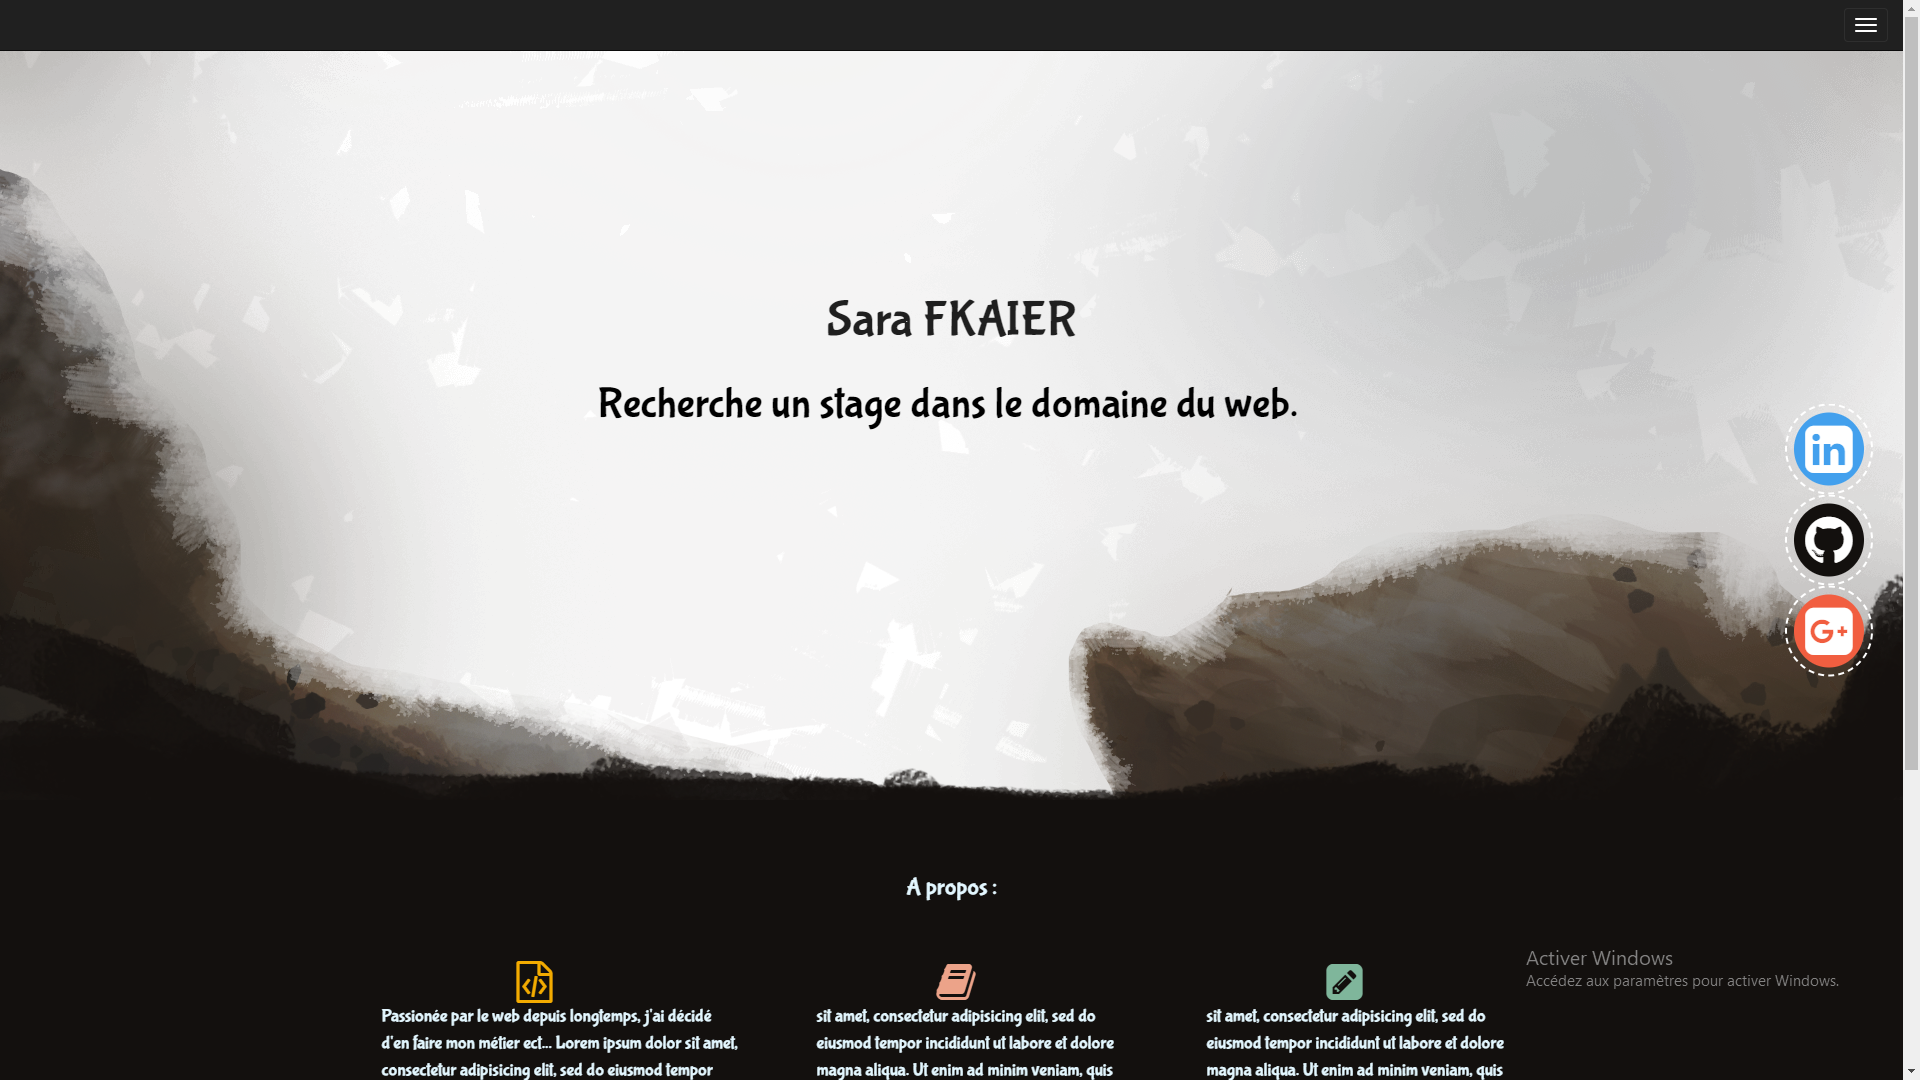 Sara FKAIER
Recherche un stage dans le domaine du web.
in
G+
A propos :
Passionée par le web depuis longtemps, j'ai décidé
d'en faire mon métier ect... Lorem ipsum dolor sit amet,
consectetur adipisicing elit, sed do eiusmod tempor
sit amet, consectetur adipisicing elit, sed do
eiusmod tempor incididunt ut labore et dolore
magna aliqua. Ut enim ad minim veniam, quis
sit amet, consectetur adipisicing elit, sed do
eiusmod tempor incididunt ut labore et dolore
magna aliqua. Ut enim ad minim veniam, quis
Activer Windows
Accédez aux paramètres pour activer Windows.